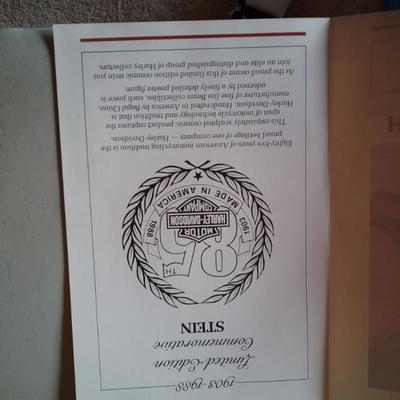 1903-1988
Limited-Edition
Commemorative
STEIN
85TH
MOTOR
HARLEY-DAVIDSON
COMPANY
1903
1988
MADE IN AMERICA
Eighty-five years of American motorcycling tradition is the
proud heritage of one company — Harley-Davidson.
This exquisitely sculpted ceramic product captures the
span of motorcycle technology and tradition that is
Harley-Davidson. Handcrafted in America by Regal China,
manufacturer of fine Jim Beam collectibles, each piece is
adorned by a finely detailed pewter figure.
As the proud owner of this limited edition ceramic stein you
join an elite and distinguished group of Harley collectors.
H